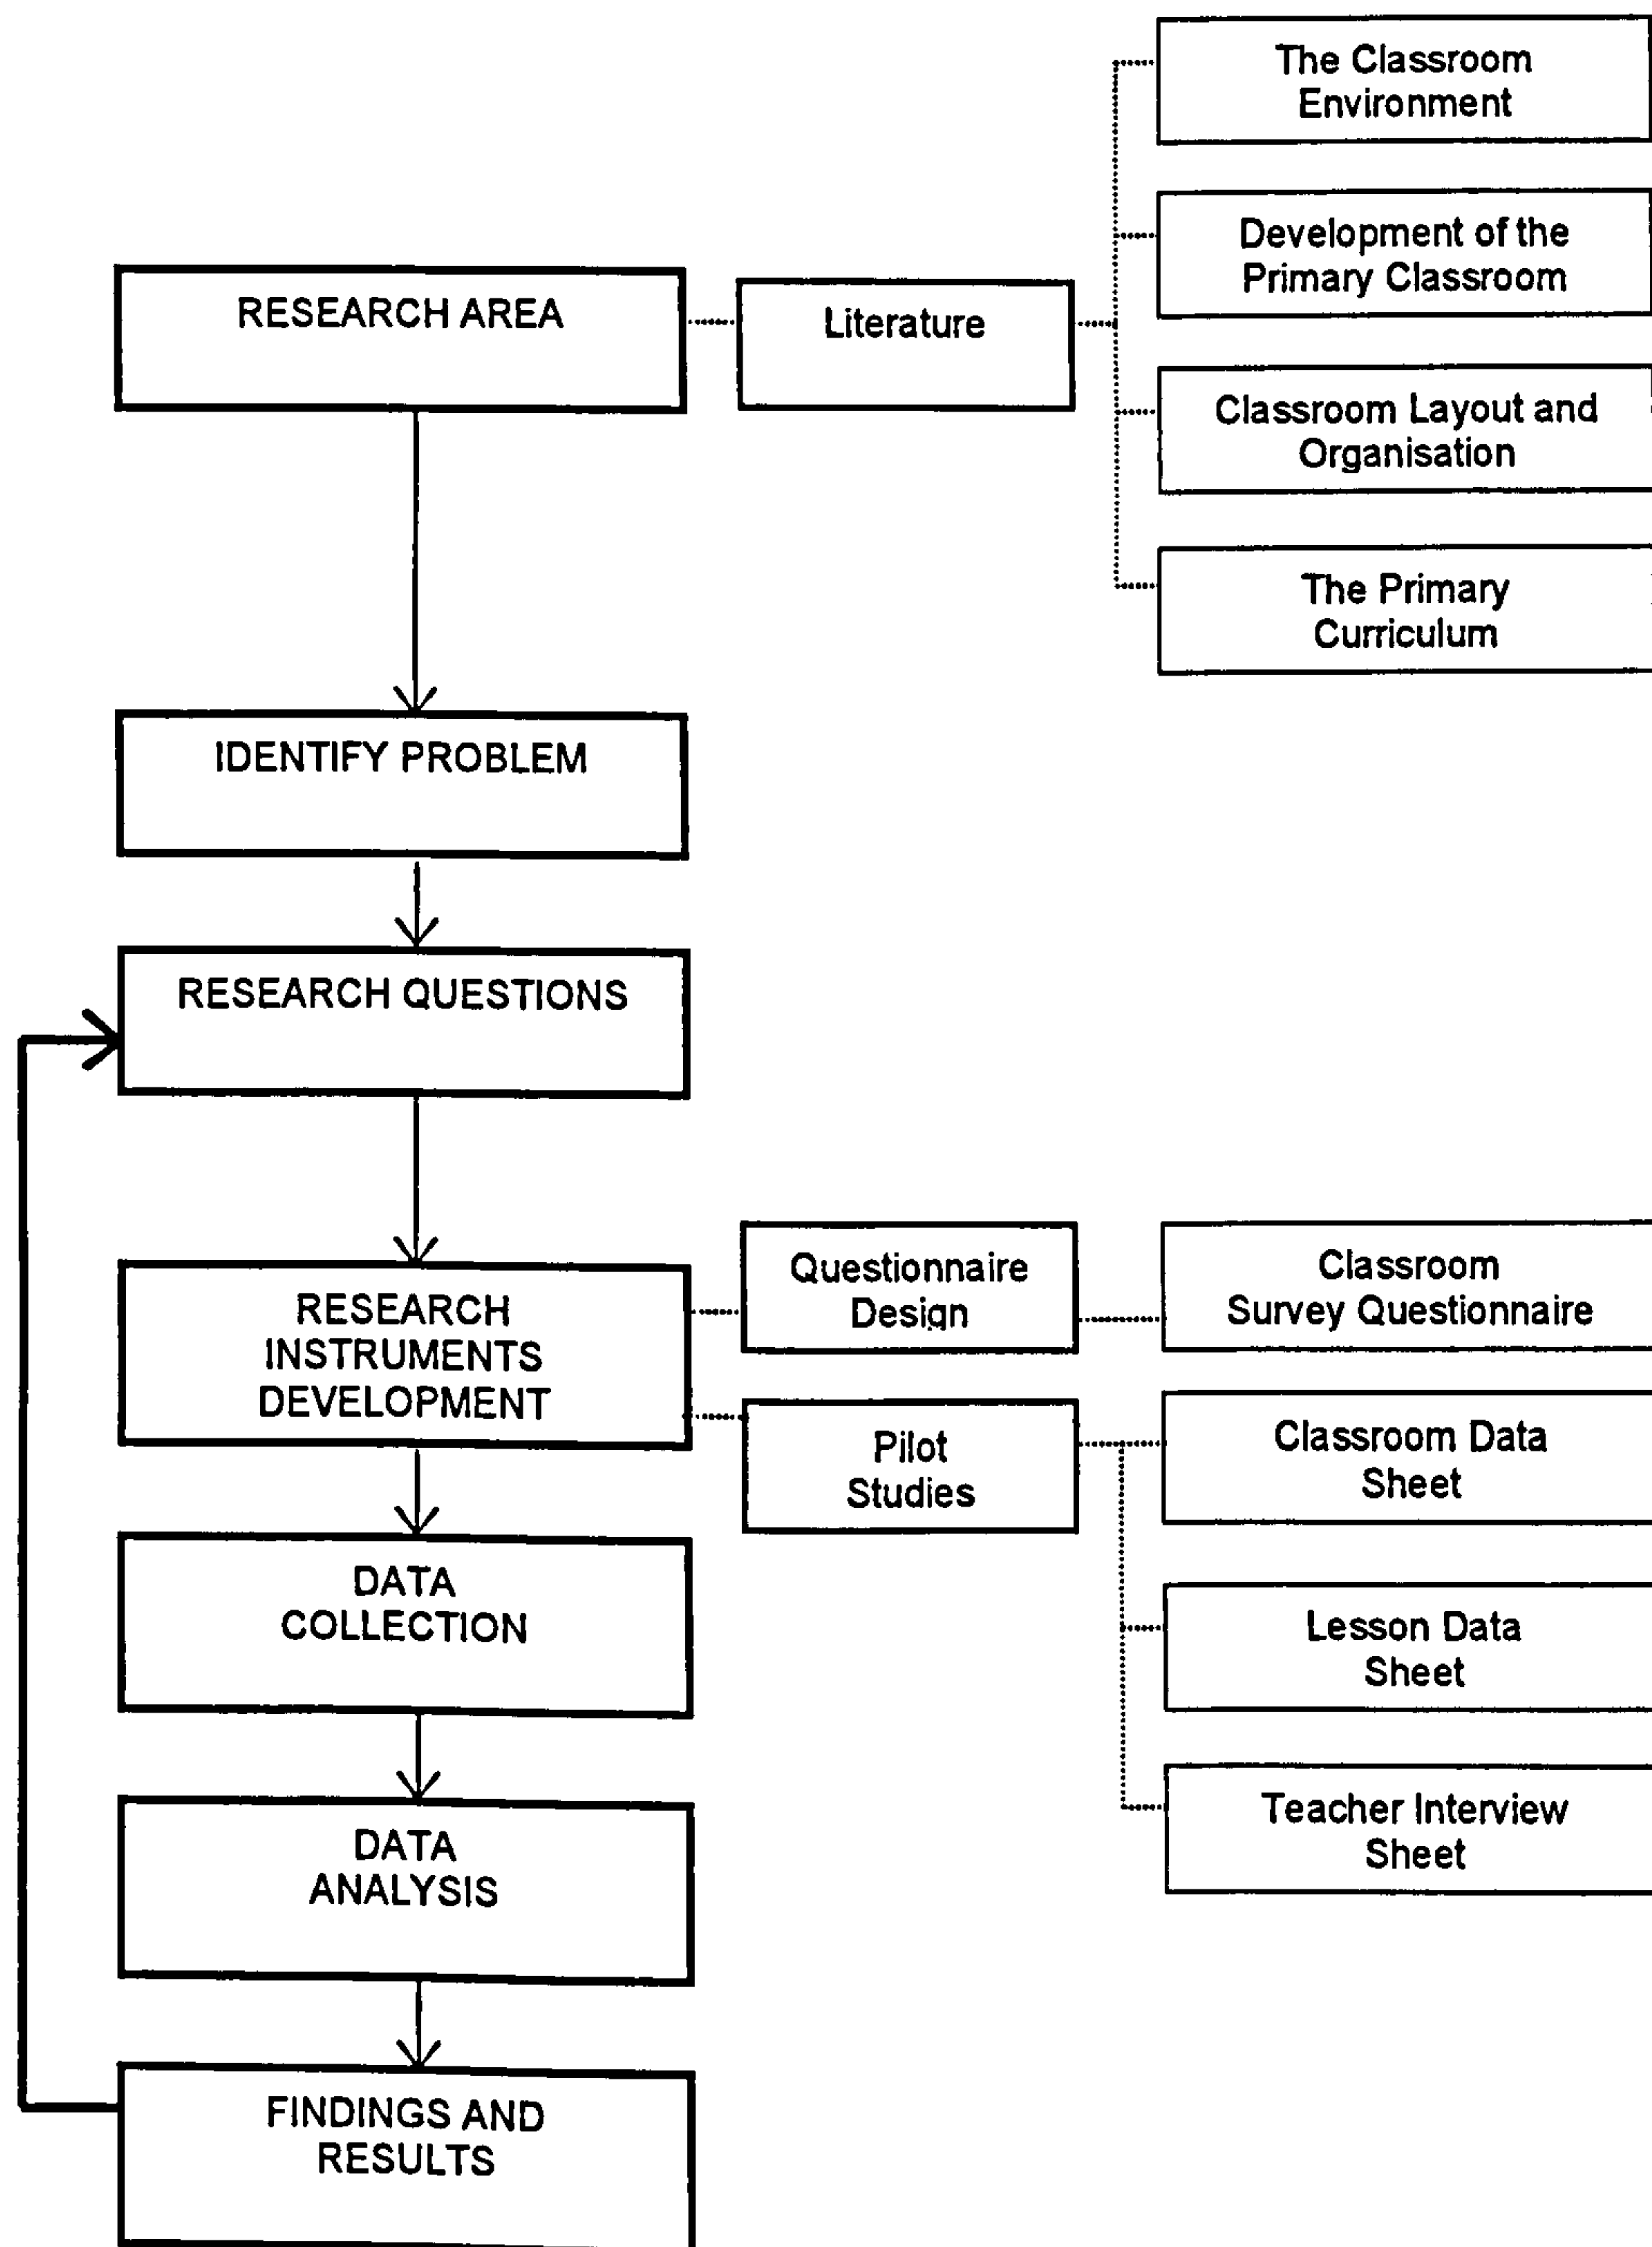 The Classroom
Environment
Development of the
Primary Classroom
RESEARCH AREA
Literature
Classroom Layout and
Organisation
The Primary
Curriculum
IDENTIFY PROBLEM
RESEARCH QUESTIONS
RESEARCH
INSTRUMENTS
DEVELOPMENT
Questionnaire
Design
Classroom
Survey Questionnaire
Pilot
Studies
Classroom Data
Sheet
DATA
COLLECTION
Lesson Data
Sheet
DATA
ANALYSIS
Teacher Interview
Sheet
FINDINGS AND
RESULTS